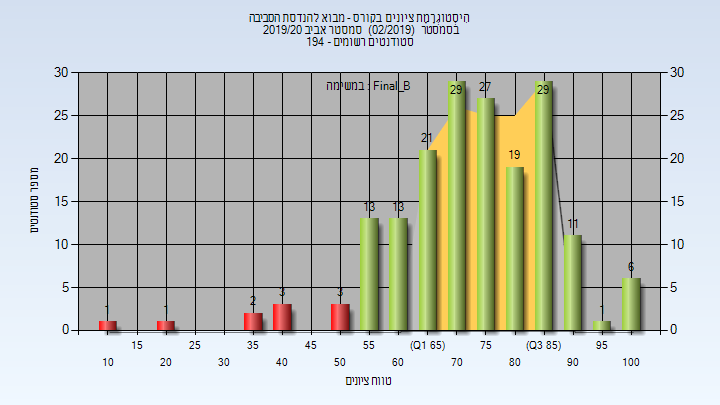 היסטוגרמת ציונים בקורס - מבוא להנדסת הסביבה
בסמסטר (02/2019) סמסטר אביב 2019/20
סטודנטים רשומים - 194
במשימה : Final_B
מספר סטודנטים
30 25 20 15 10 5 0
30 25 20 15 10 5 0
1 1 2 3 3 13 13 21 29 27 19 29 11 1 6
15 25 35 45 55 (Q1 65) 75 (Q3 85) 95
10 20 30 40 50 60 70 80 90 100
טווח ציונים